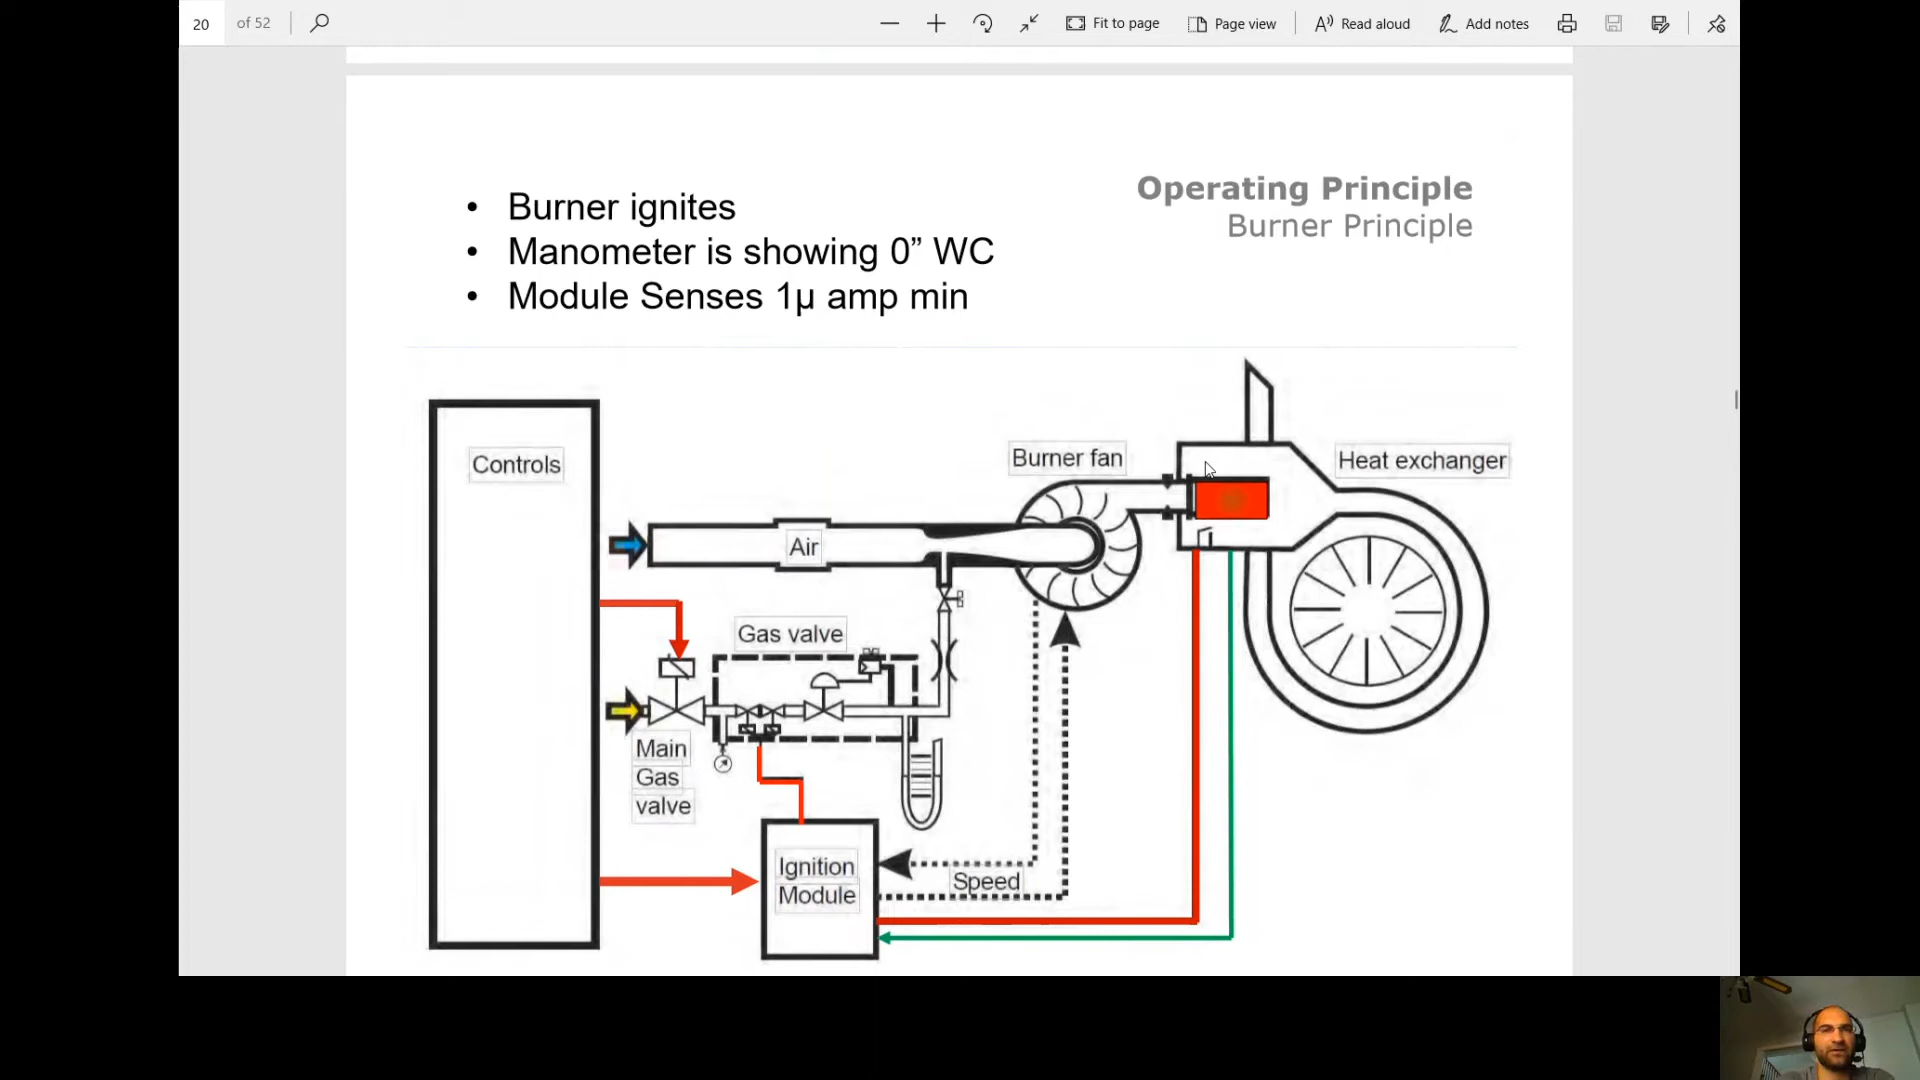 20 of 52 Fit to page Page view Read aloud Add notes
Operating Principle
Burner Principle
• Burner ignites
• Manometer is showing 0” WC
• Module Senses 1µ amp min
Controls
Burner fan
Heat exchanger
Air
Gas valve
Main
Gas
valve
Ignition
Module
Speed